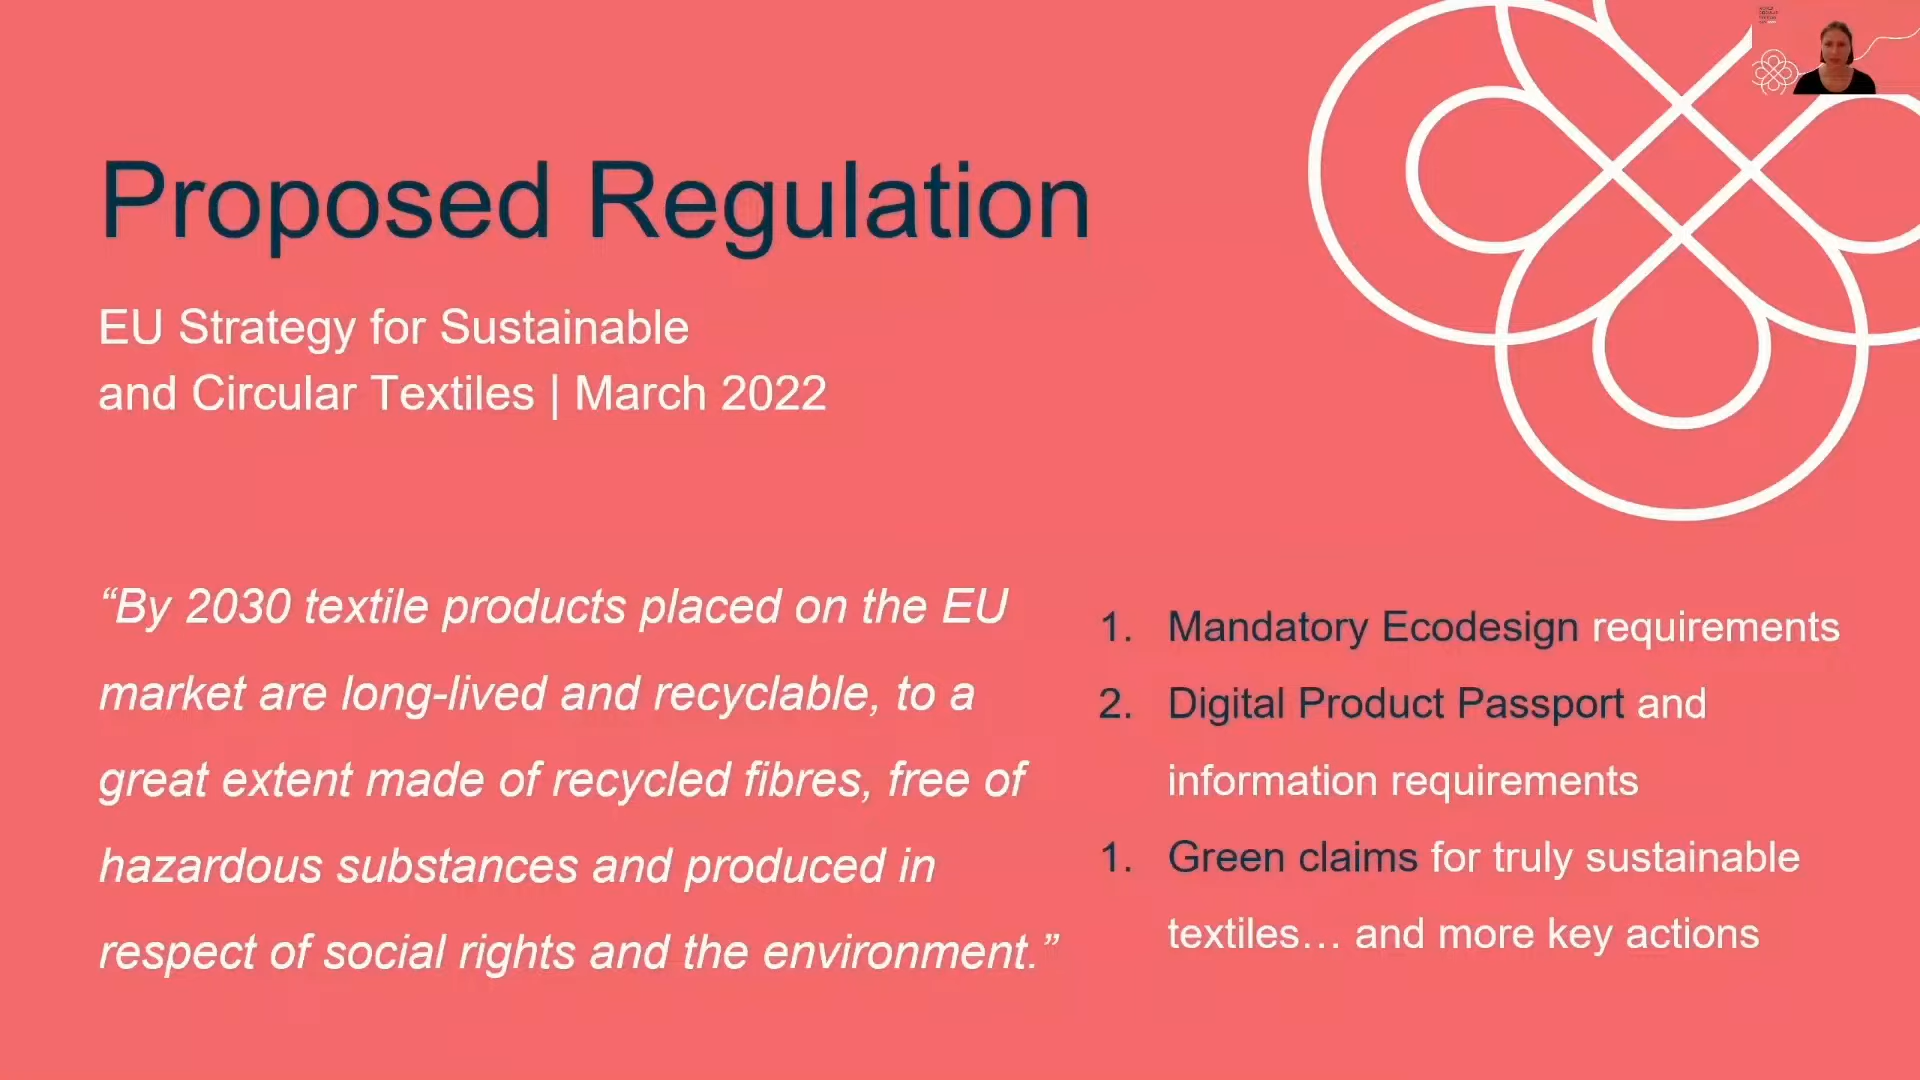 Proposed Regulation
EU Strategy for Sustainable
and Circular Textiles | March 2022
“By 2030 textile products placed on the EU
market are long-lived and recyclable, to a
great extent made of recycled fibres, free of
hazardous substances and produced in
respect of social rights and the environment.”
1. Mandatory Ecodesign requirements
2. Digital Product Passport and
information requirements
1. Green claims for truly sustainable
textiles… and more key actions